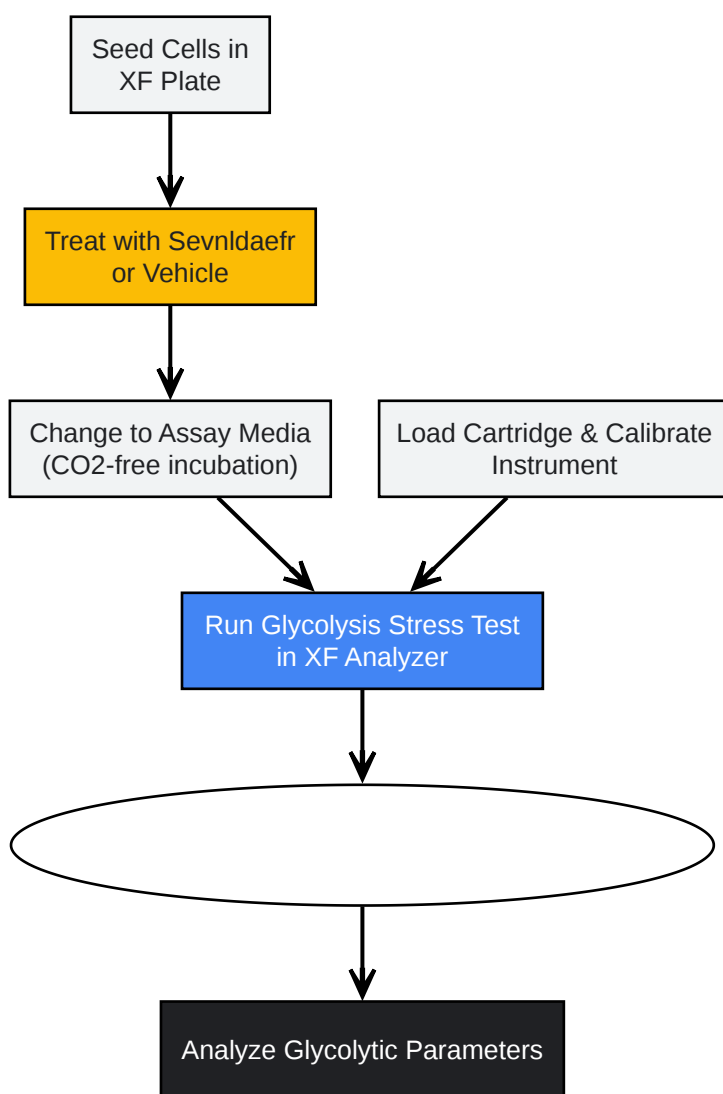 Seed Cells in
XF Plate
Treat with Sevnldaefr
or Vehicle
Change to Assay Media
(CO2-free incubation)
Load Cartridge & Calibrate
Instrument
Run Glycolysis Stress Test
in XF Analyzer
Analyze Glycolytic Parameters